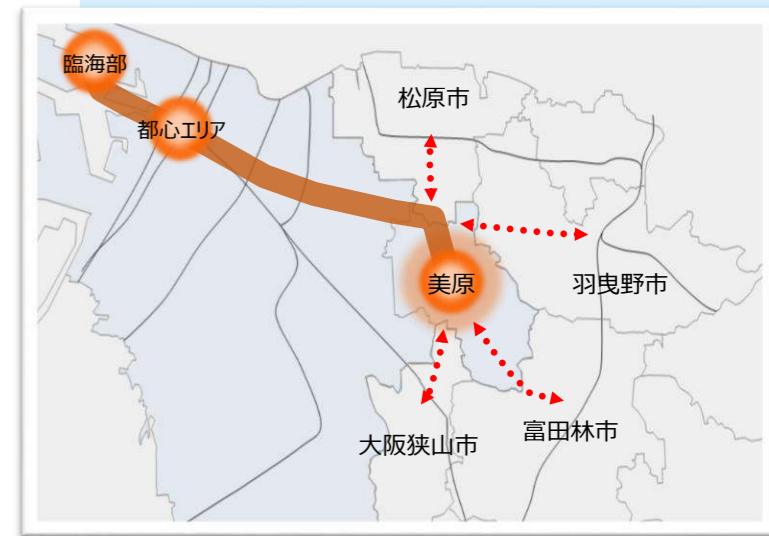 臨海部
都心エリア
松原市
美原
羽曳野市
大阪狭山市
富田林市